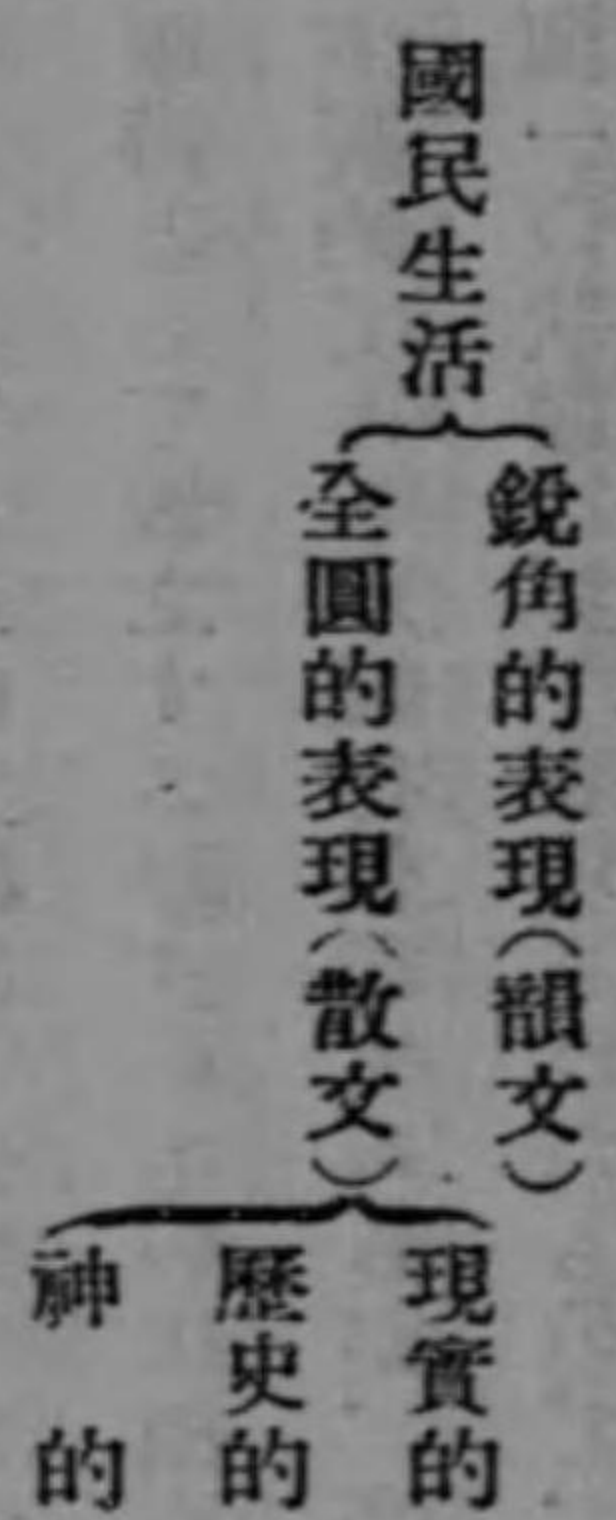 國民生活
銳角的表現(韻文)
全圓的表現(散文)
現實的
歷史的
神的